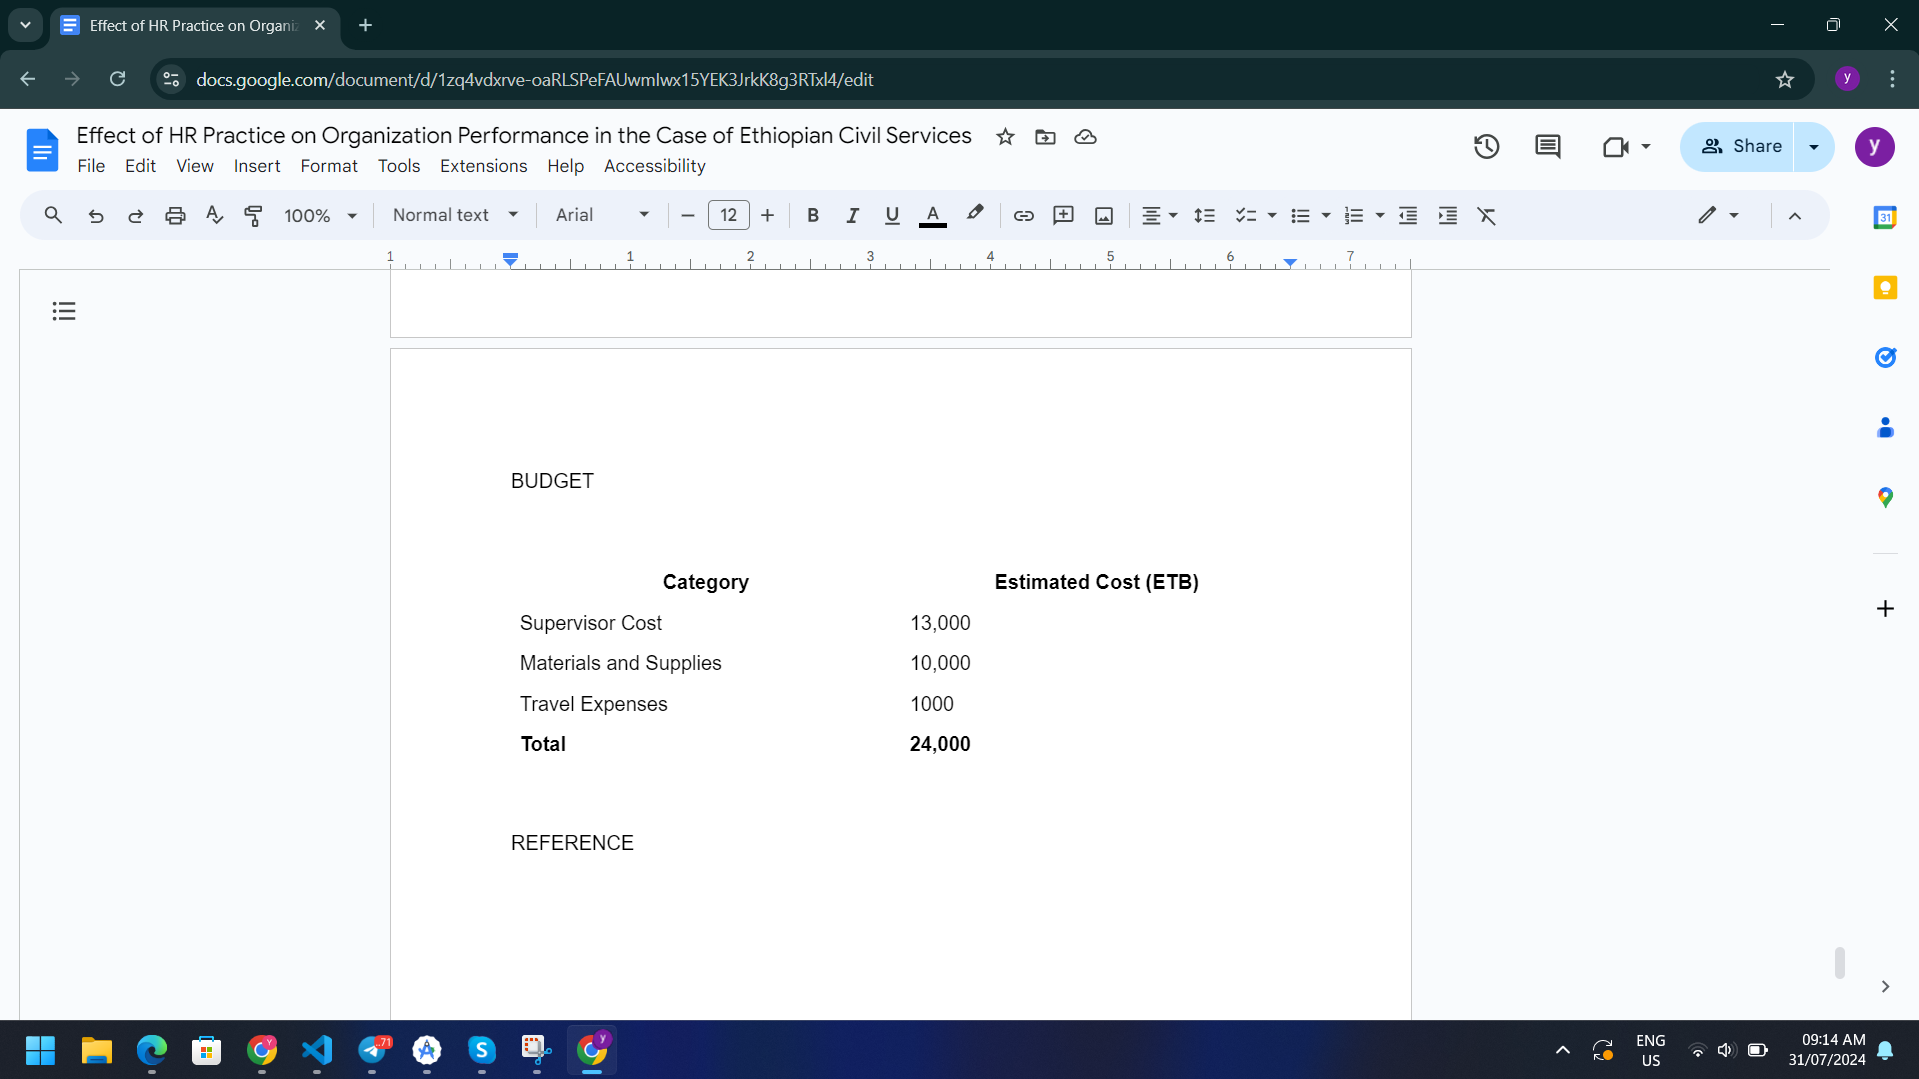 Effect of HR Practice on Organiz
docs.google.com/document/d/1zq4vdxrve-oaRLSPeFAUwmIwx15YEK3JrkK8g3RTxl4/edit
y
Effect of HR Practice on Organization Performance in the Case of Ethiopian Civil Services
File Edit View Insert Format Tools Extensions Help Accessibility
Share
y
100% Normal text Arial 12 B I U A
31
1 1 2 3 4 5 6 7
BUDGET
Category Estimated Cost (ETB)
Supervisor Cost 13,000
Materials and Supplies 10,000
Travel Expenses 1000
Total 24,000
REFERENCE
71
S
y
ENG
US
09:14 AM
31/07/2024